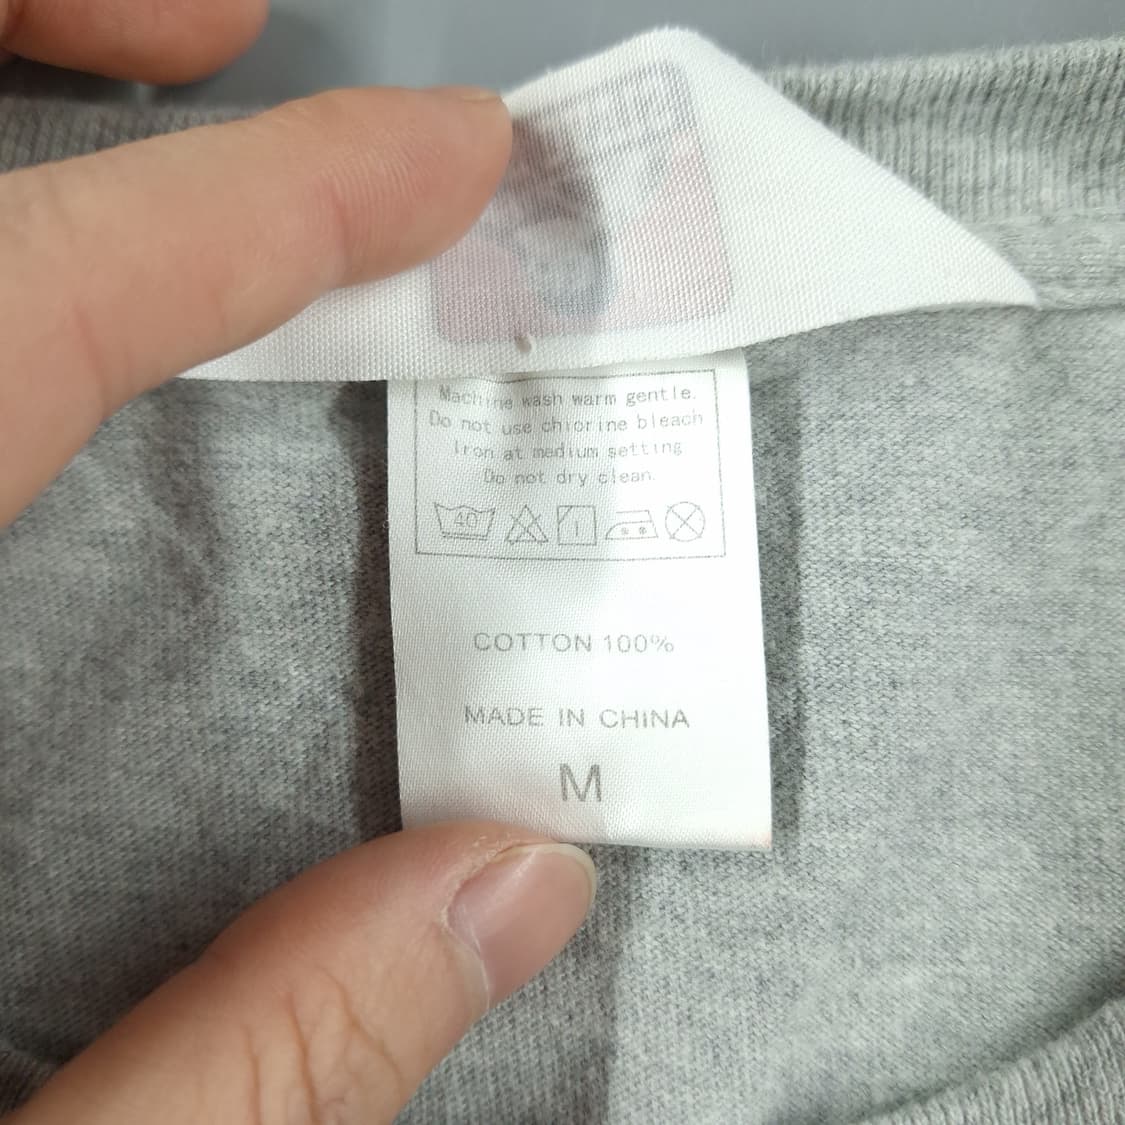 Machine wash warm gentle.
Do not use chlorine bleach
Iron at medium setting
Do not dry clean.
40
COTTON 100%
MADE IN CHINA
M